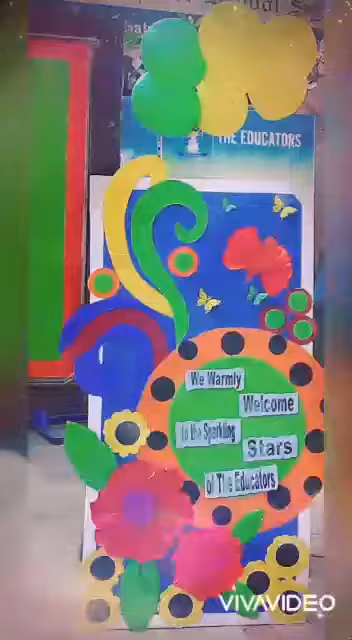 THE EDUCATORS
We Warmly
Welcome
to the Sparkling
Stars
of The Educators
VIVAVIDEO